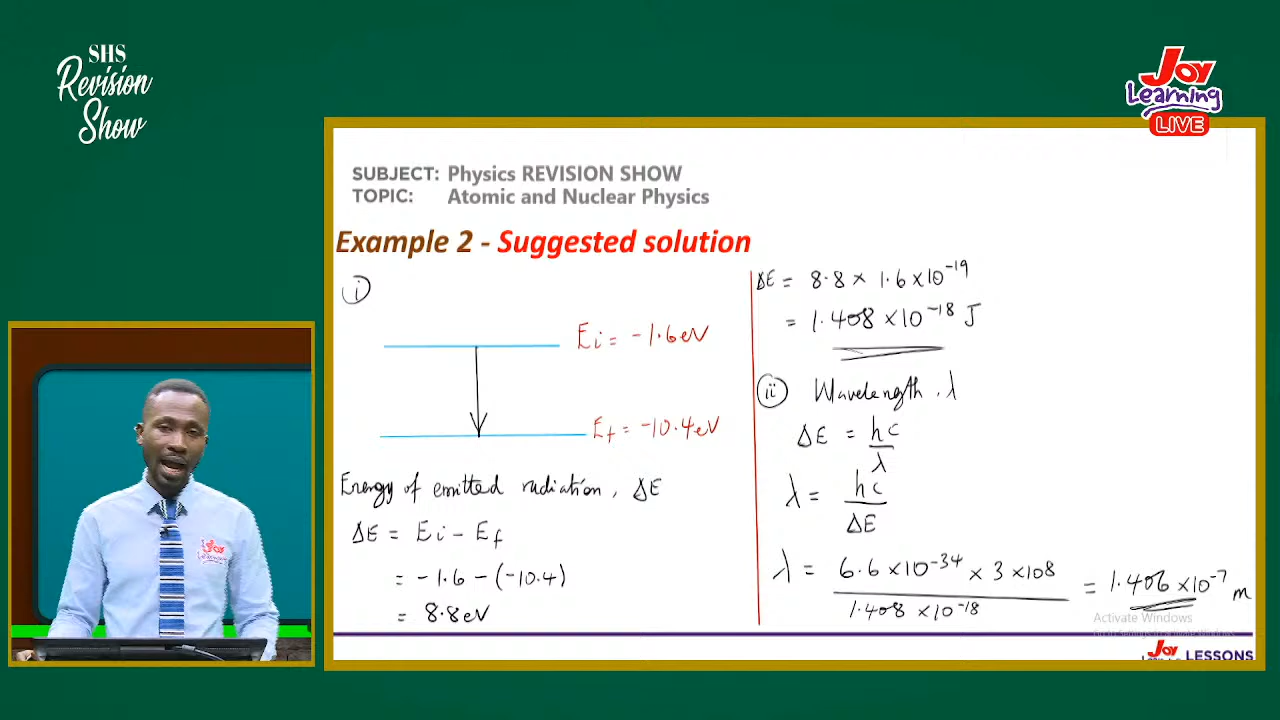 SHS
Revision
Show
Joy
Learning
LIVE
SUBJECT: Physics REVISION SHOW
TOPIC: Atomic and Nuclear Physics
Example 2 - Suggested solution
i
Ei = -1.6eV
Ef = -10.4eV
Energy of emitted radiation, ΔE
ΔE = Ei - Ef
= -1.6 - (-10.4)
= 8.8eV
ΔE = 8.8 × 1.6×10⁻¹⁹
= 1.408 ×10⁻¹⁸ J
ii Wavelength, λ
ΔE = hc/λ
λ = hc/ΔE
λ = 6.6×10⁻³⁴ × 3×10⁸ / 1.408 ×10⁻¹⁸ = 1.406 ×10⁻⁷ m
Activate Windows
Joy
Learning
Joy LESSONS